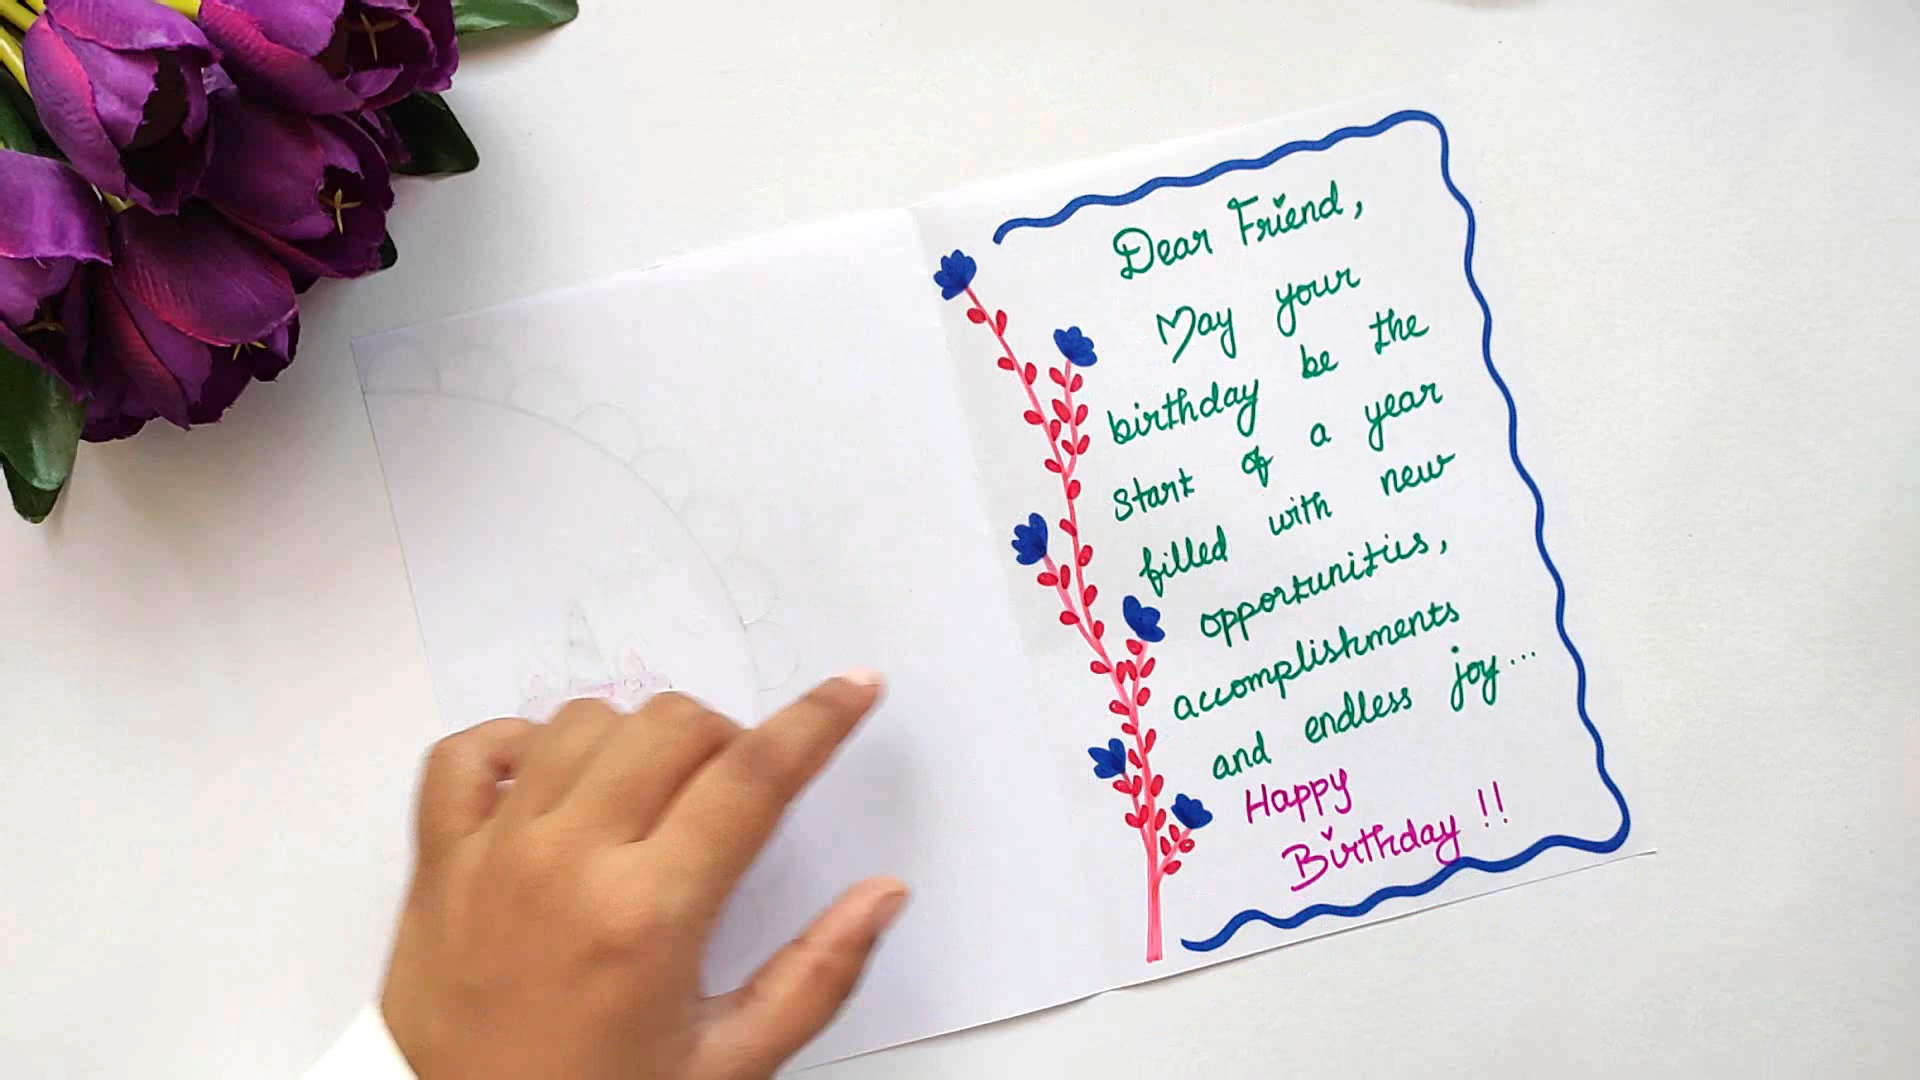 Dear Friend,
May your
birthday be the
start of a year
filled with new
opportunities,
accomplishments
and endless joy...
Happy
Birthday !!